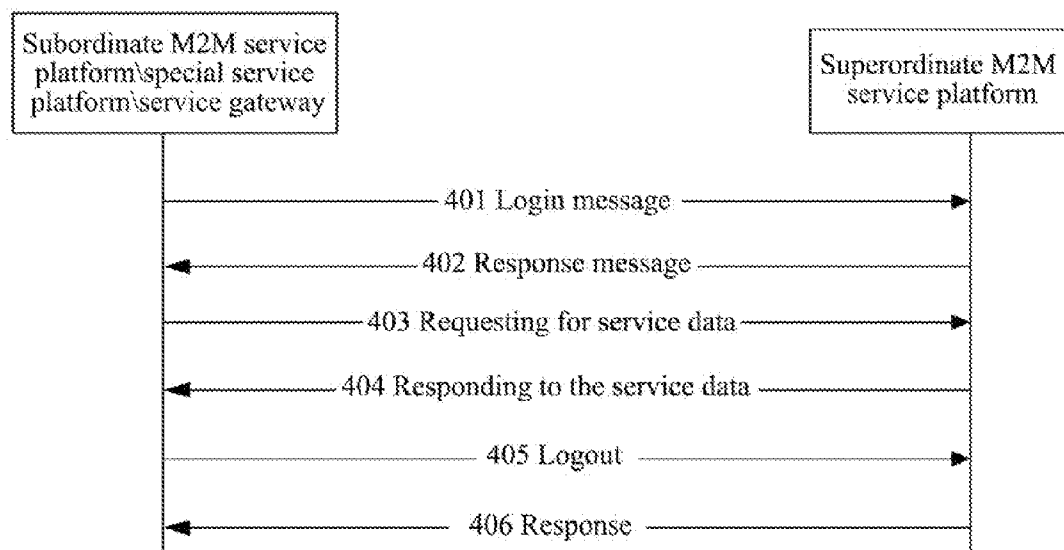 Subordinate M2M service
platform\special service
platform\service gateway
Superordinate M2M
service platform
401 Login message
402 Response message
403 Requesting for service data
404 Responding to the service data
405 Logout
406 Response